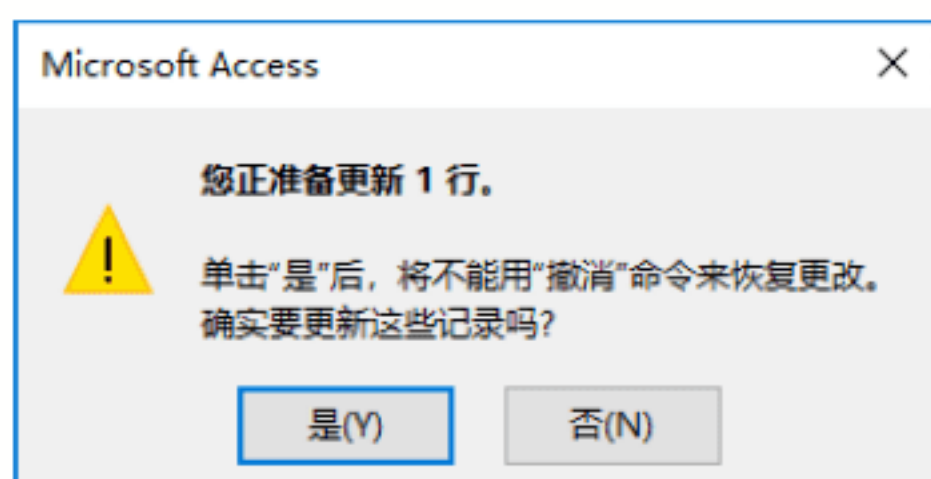 Microsoft Access
您正准备更新 1 行。
单击“是”后，将不能用“撤消”命令来恢复更改。
确实要更新这些记录吗?
是(Y)
否(N)